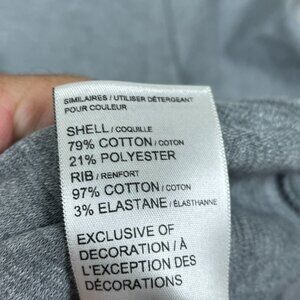 SIMILAIRES / UTILISER DÉTERGEANT
POUR COULEUR
SHELL / COQUILLE
79% COTTON / COTON
21% POLYESTER
RIB / RENFORT
97% COTTON / COTON
3% ELASTANE / ÉLASTHANNE
EXCLUSIVE OF
DECORATION / À
L'EXCEPTION DES
DÉCORATIONS